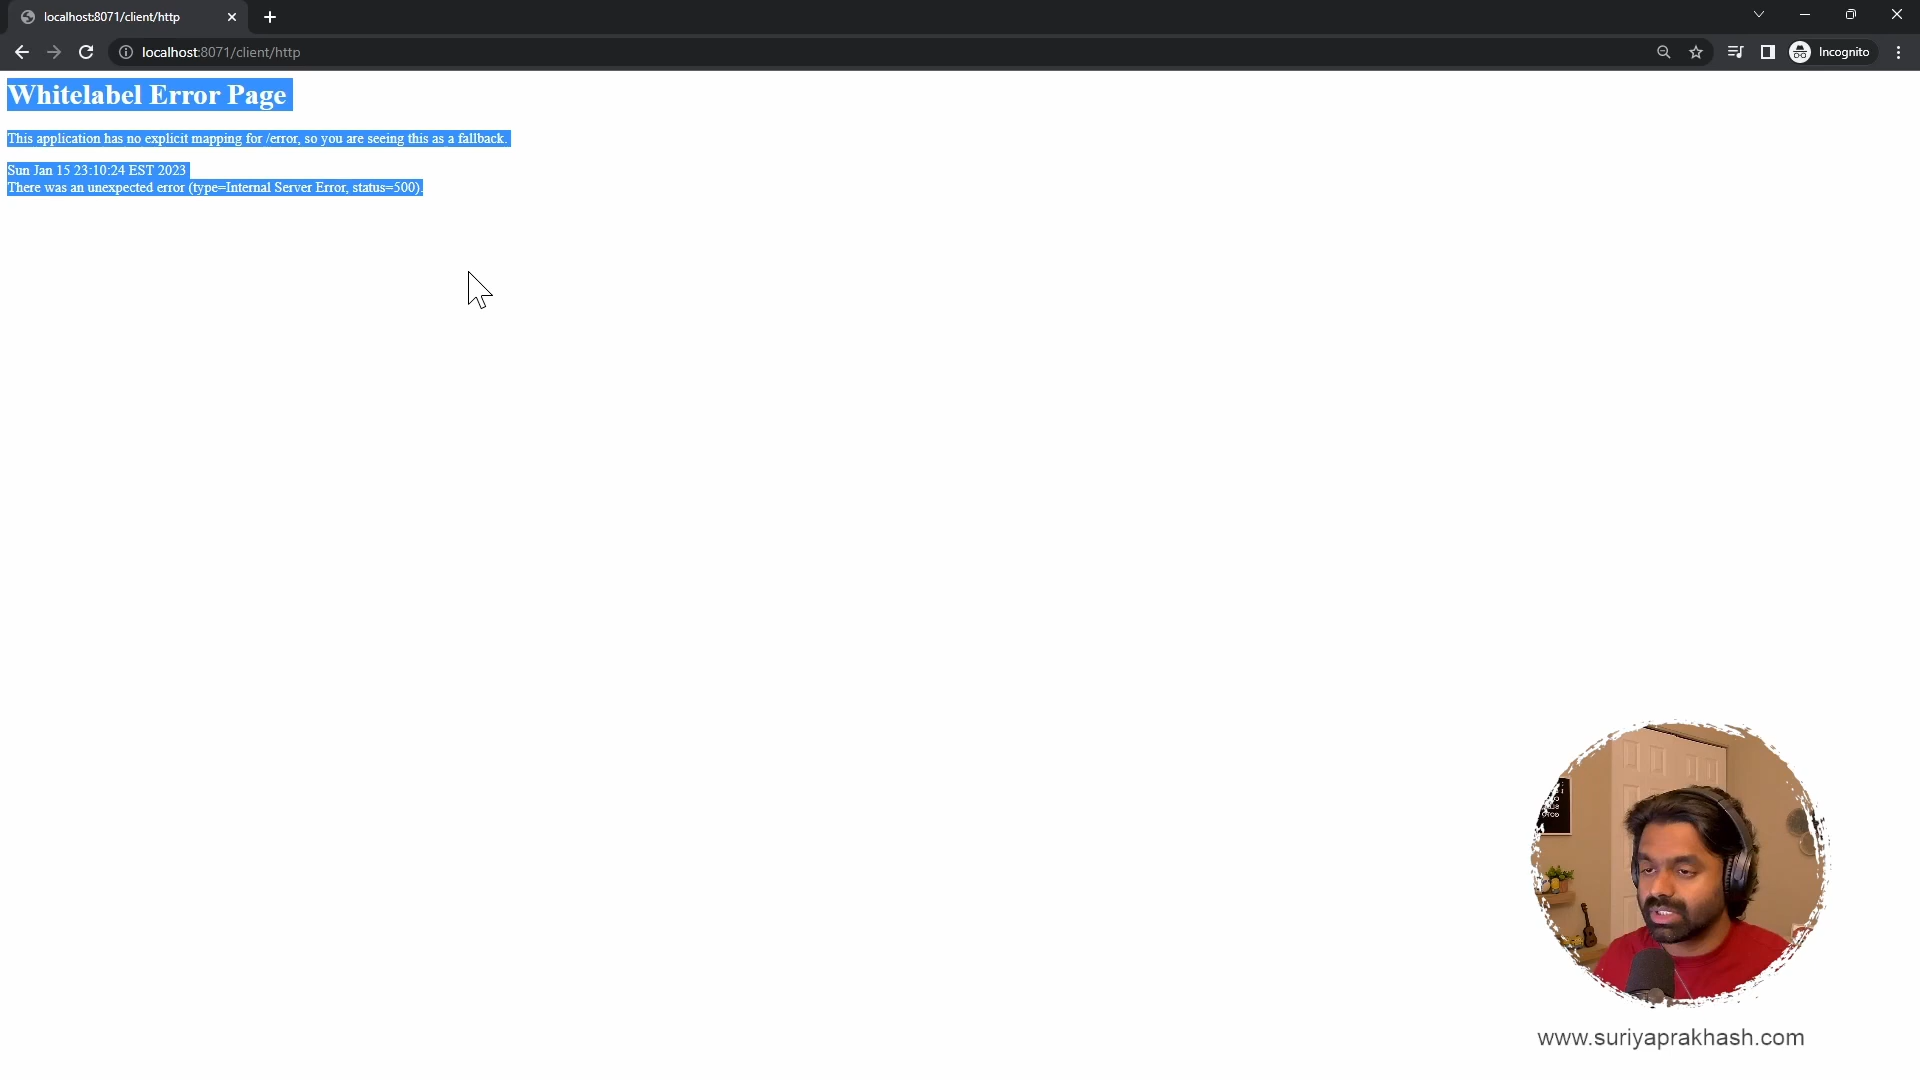 localhost:8071/client/http
localhost:8071/client/http
Incognito
Whitelabel Error Page
This application has no explicit mapping for /error, so you are seeing this as a fallback.
Sun Jan 15 23:10:24 EST 2023
There was an unexpected error (type=Internal Server Error, status=500).
www.suriyaprakhash.com